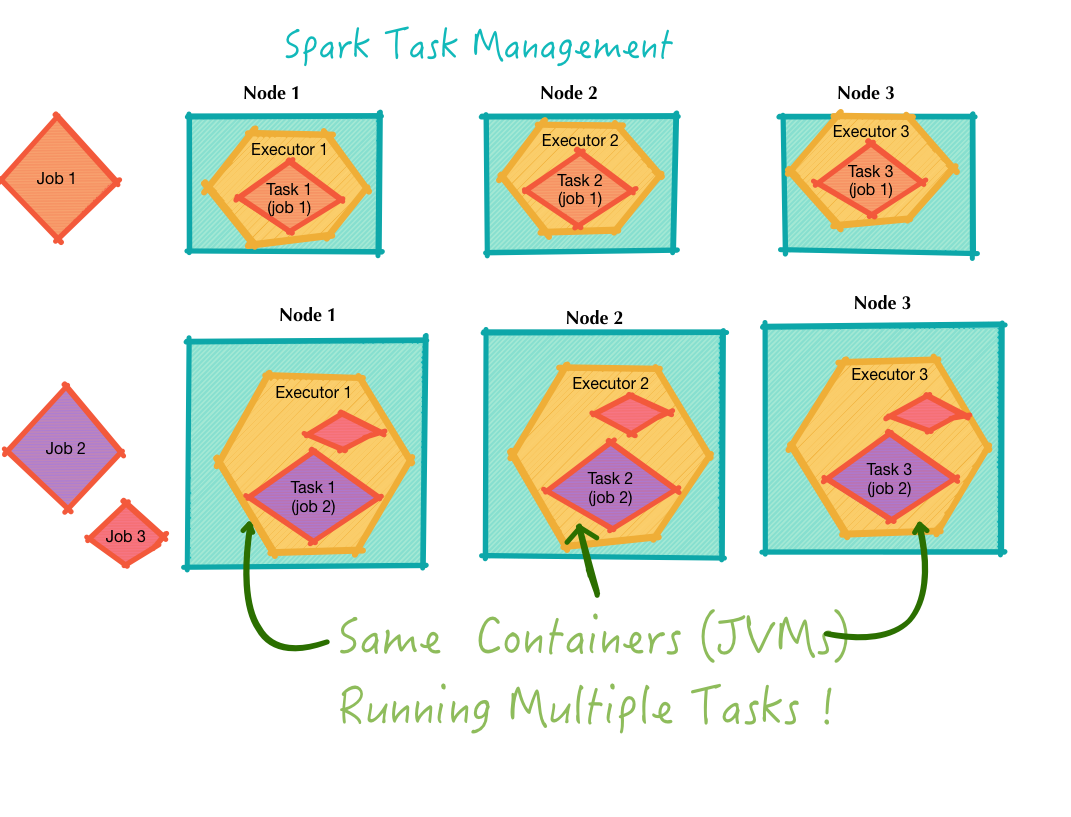 Spark Task Management
Node 1
Node 2
Node 3
Job 1
Executor 1
Task 1
(job 1)
Executor 2
Task 2
(job 1)
Executor 3
Task 3
(job 1)
Node 1
Node 2
Node 3
Job 2
Job 3
Executor 1
Task 1
(job 2)
Executor 2
Task 2
(job 2)
Executor 3
Task 3
(job 2)
Same Containers (JVMs)
Running Multiple Tasks !